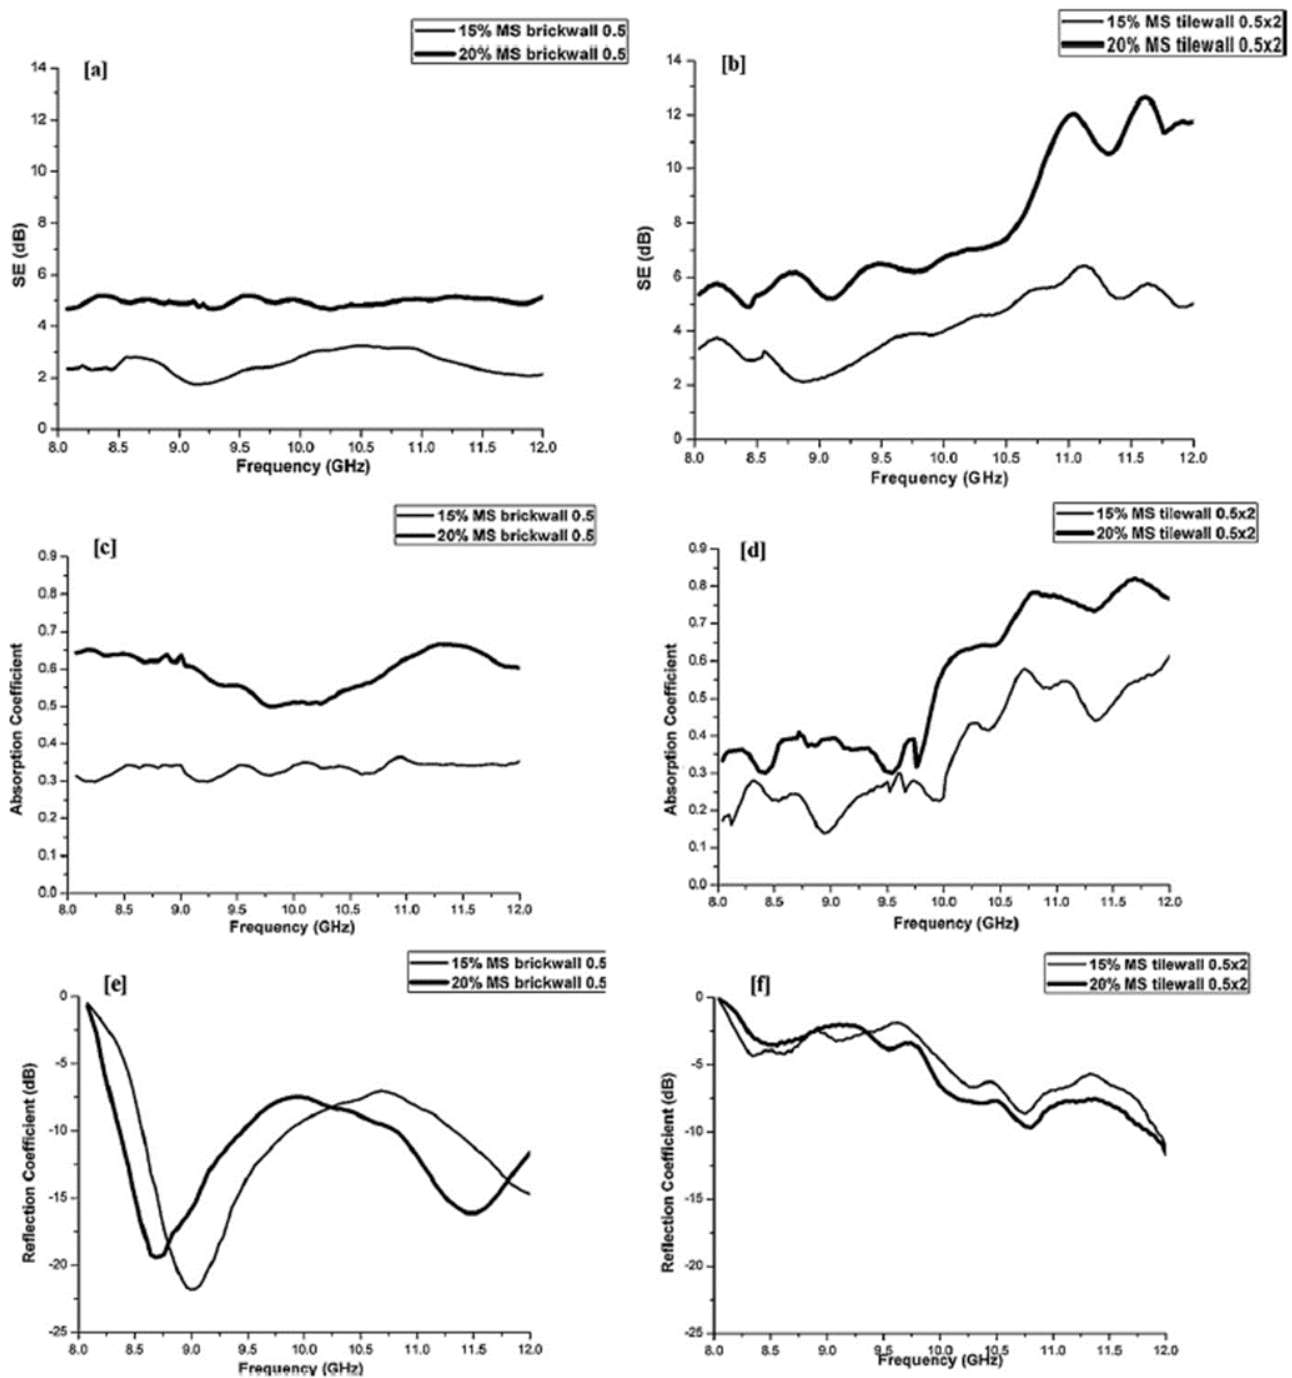 15% MS brickwall 0.5
20% MS brickwall 0.5
[a]
14
12
10
8
6
4
2
0
SE (dB)
8.0 8.5 9.0 9.5 10.0 10.5 11.0 11.5 12.0
Frequency (GHz)
15% MS tilewall 0.5x2
20% MS tilewall 0.5x2
[b]
14
12
10
8
6
4
2
0
SE (dB)
8.0 8.5 9.0 9.5 10.0 10.5 11.0 11.5 12.0
Frequency (GHz)
15% MS brickwall 0.5
20% MS brickwall 0.5
[c]
0.9
0.8
0.7
0.6
0.5
0.4
0.3
0.2
0.1
0.0
Absorption Coefficient
8.0 8.5 9.0 9.5 10.0 10.5 11.0 11.5 12.0
Frequency (GHz)
15% MS tilewall 0.5x2
20% MS tilewall 0.5x2
[d]
0.9
0.8
0.7
0.6
0.5
0.4
0.3
0.2
0.1
0.0
Absorption Coefficient
8.0 8.5 9.0 9.5 10.0 10.5 11.0 11.5 12.0
Frequency (GHz)
15% MS brickwall 0.5
20% MS brickwall 0.5
[e]
0
-5
-10
-15
-20
-25
Reflection Coefficient (dB)
8.0 8.5 9.0 9.5 10.0 10.5 11.0 11.5 12.0
Frequency (GHz)
15% MS tilewall 0.5x2
20% MS tilewall 0.5x2
[f]
0
-5
-10
-15
-20
-25
Reflection Coefficient (dB)
8.0 8.5 9.0 9.5 10.0 10.5 11.0 11.5 12.0
Frequency (GHz)